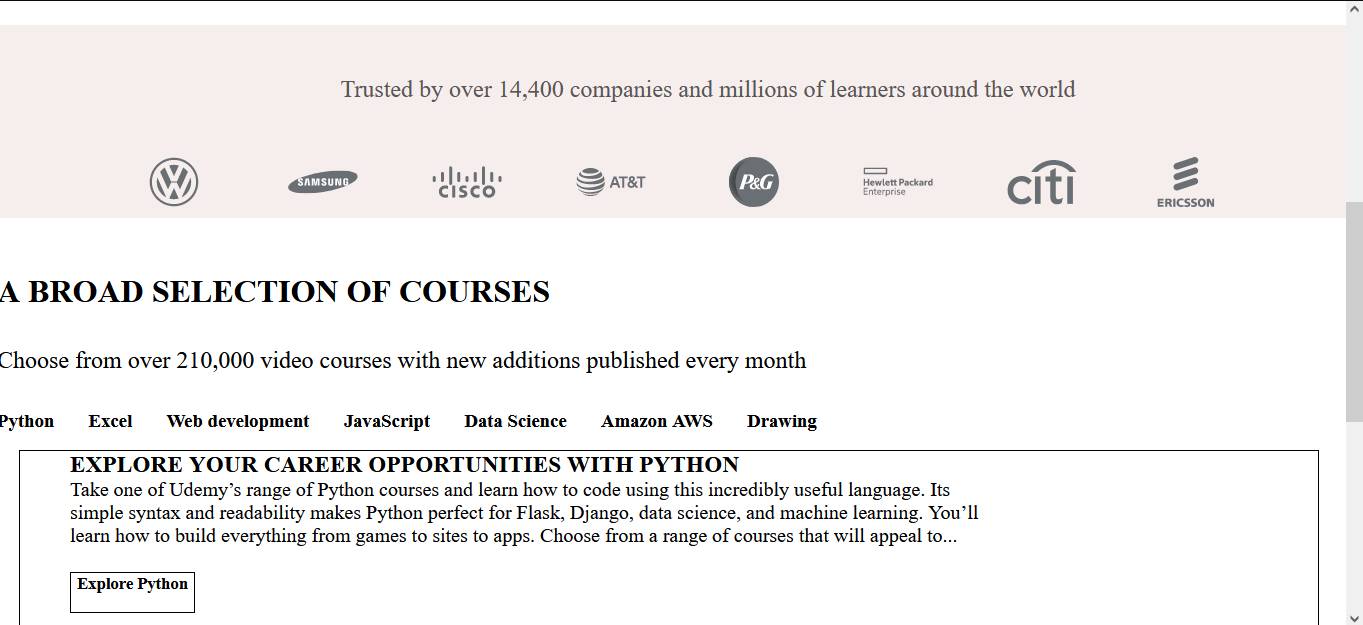 Trusted by over 14,400 companies and millions of learners around the world
SAMSUNG CISCO AT&T P&G Hewlett Packard Enterprise citi ERICSSON
A BROAD SELECTION OF COURSES
Choose from over 210,000 video courses with new additions published every month
Python Excel Web development JavaScript Data Science Amazon AWS Drawing
EXPLORE YOUR CAREER OPPORTUNITIES WITH PYTHON
Take one of Udemy’s range of Python courses and learn how to code using this incredibly useful language. Its
simple syntax and readability makes Python perfect for Flask, Django, data science, and machine learning. You’ll
learn how to build everything from games to sites to apps. Choose from a range of courses that will appeal to...
Explore Python